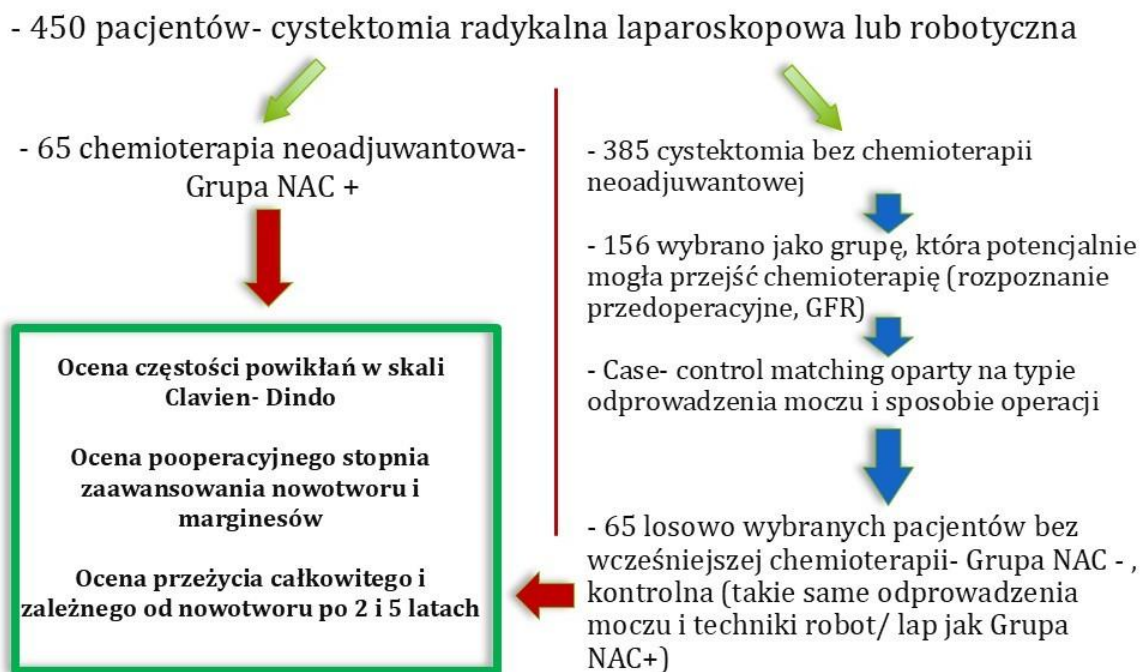 - 450 pacjentów- cystektomia radykalna laparoskopowa lub robotyczna
- 65 chemioterapia neoadjuwantowa-
Grupa NAC +
Ocena częstości powikłań w skali
Clavien- Dindo
Ocena pooperacyjnego stopnia
zaawansowania nowotworu i
marginesów
Ocena przeżycia całkowitego i
zależnego od nowotworu po 2 i 5 latach
- 385 cystektomia bez chemioterapii
neoadjuwantowej
- 156 wybrano jako grupę, która potencjalnie
mogła przejść chemioterapię (rozpoznanie
przedoperacyjne, GFR)
- Case- control matching oparty na typie
odprowadzenia moczu i sposobie operacji
- 65 losowo wybranych pacjentów bez
wcześniejszej chemioterapii- Grupa NAC - ,
kontrolna (takie same odprowadzenia
moczu i techniki robot/ lap jak Grupa
NAC+)